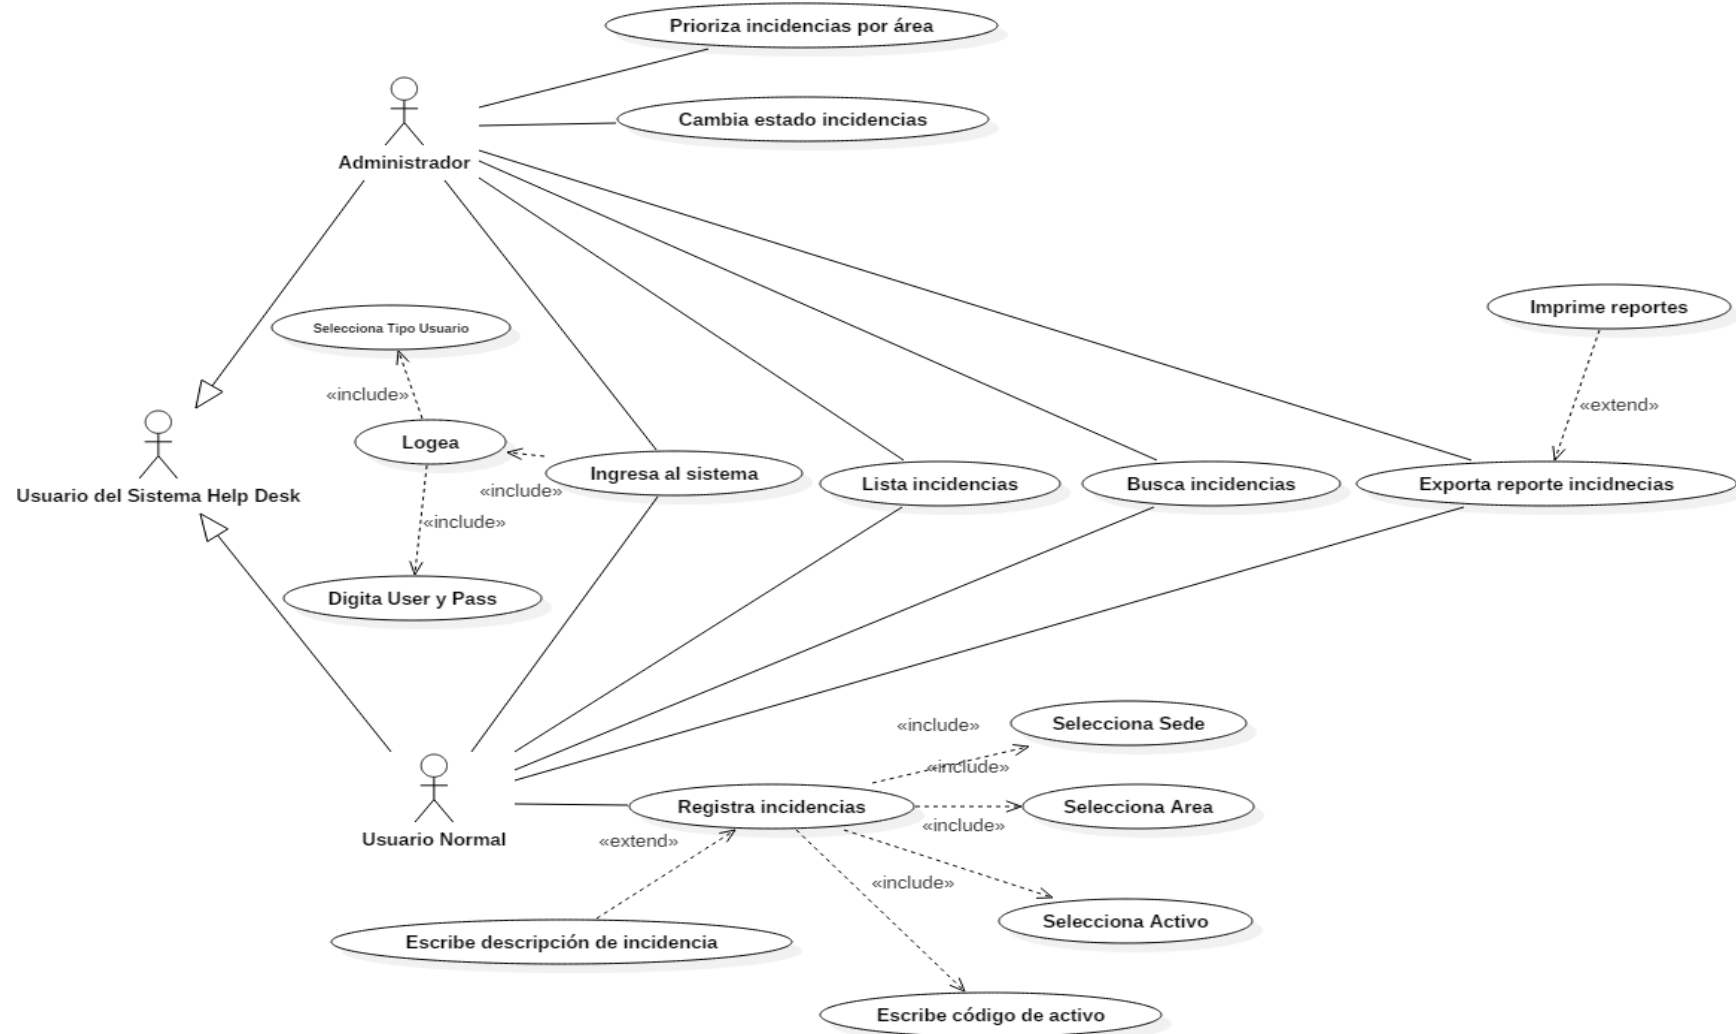 Prioriza incidencias por área
Cambia estado incidencias
Administrador
Imprime reportes
Selecciona Tipo Usuario
«include»
«extend»
Logea
Ingresa al sistema
Lista incidencias
Busca incidencias
Exporta reporte incidnecias
«include»
Usuario del Sistema Help Desk
«include»
Digita User y Pass
«include»
Selecciona Sede
«include»
Registra incidencias
Selecciona Area
«include»
Usuario Normal
«extend»
«include»
Selecciona Activo
Escribe descripción de incidencia
Escribe código de activo